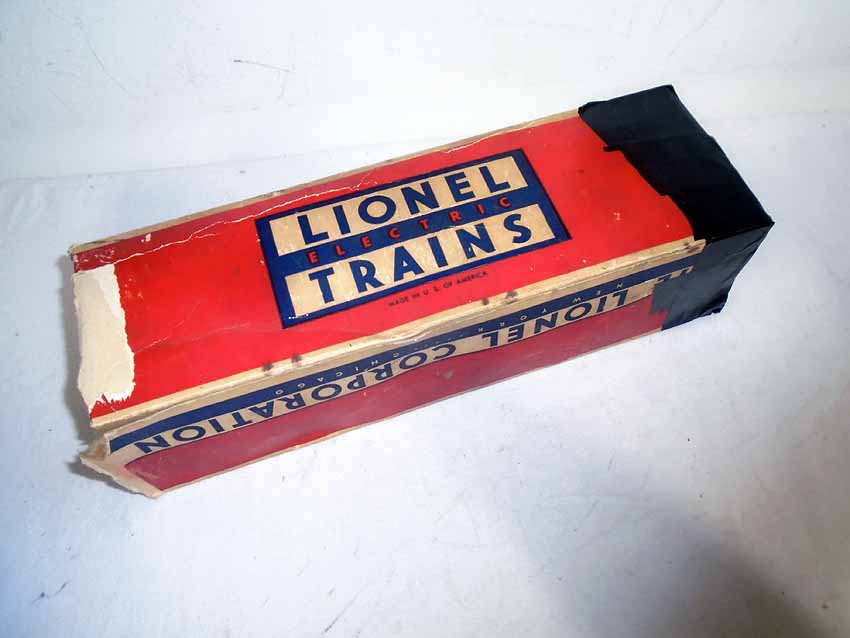 LIONEL
ELECTRIC
TRAINS
MADE IN U. S. OF AMERICA
LIONEL CORPORATION
NEW YORK CHICAGO